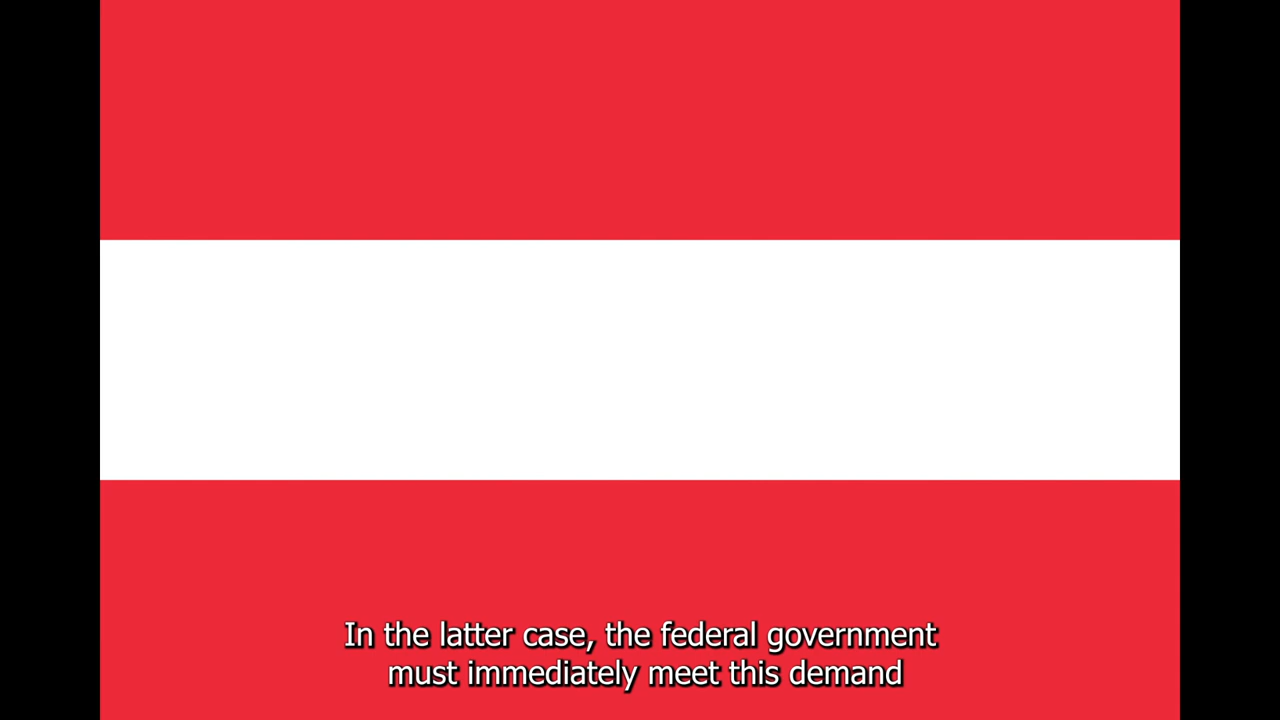 In the latter case, the federal government
must immediately meet this demand